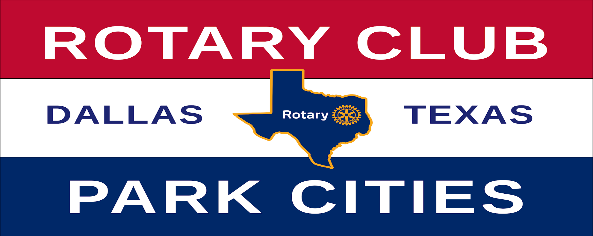 ROTARY CLUB
DALLAS Rotary TEXAS
PARK CITIES